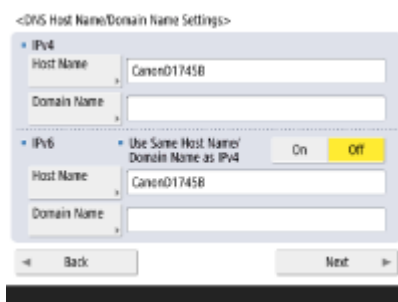 <DNS Host Name/Domain Name Settings>
IPv4
Host Name
Canon01745B
Domain Name
IPv6
Use Same Host Name/
Domain Name as IPv4
On
Off
Host Name
Canon01745B
Domain Name
Back
Next